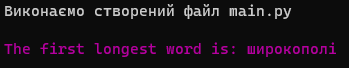 Виконаємо створений файл main.py
The first longest word is: широкополі